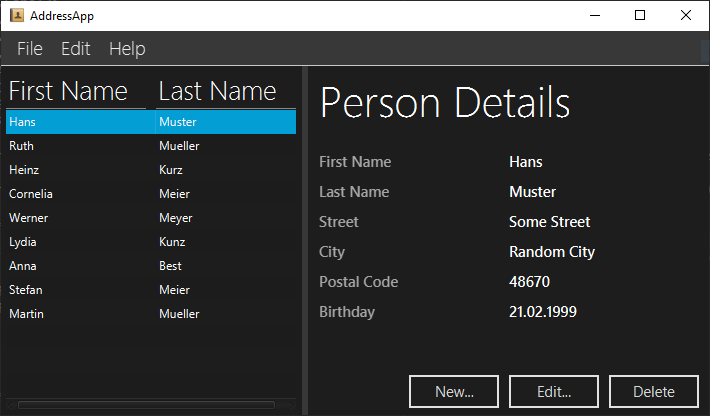 AddressApp
File Edit Help
First Name Last Name
Hans Muster
Ruth Mueller
Heinz Kurz
Cornelia Meier
Werner Meyer
Lydia Kunz
Anna Best
Stefan Meier
Martin Mueller
Person Details
First Name Hans
Last Name Muster
Street Some Street
City Random City
Postal Code 48670
Birthday 21.02.1999
New... Edit... Delete